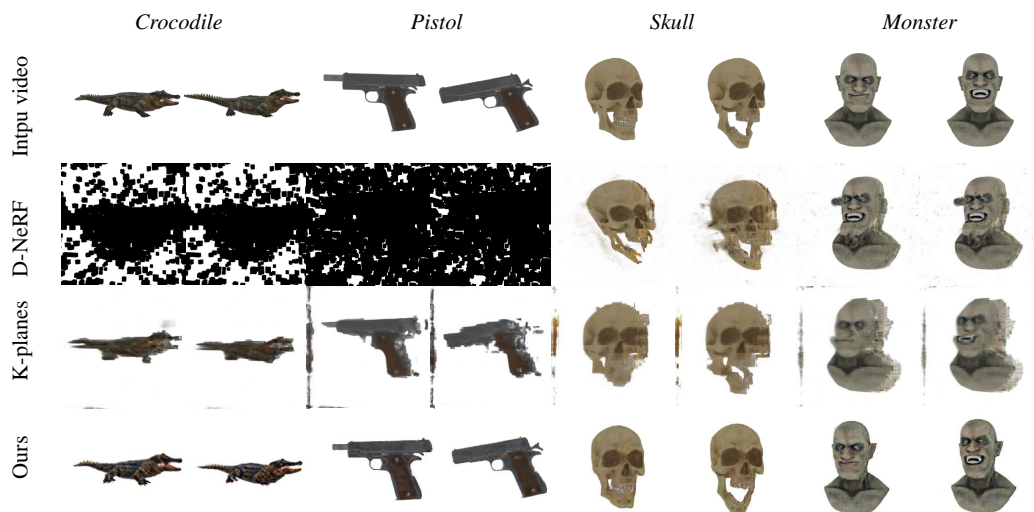 Crocodile Pistol Skull Monster
Intpu video
D-NeRF
K-planes
Ours